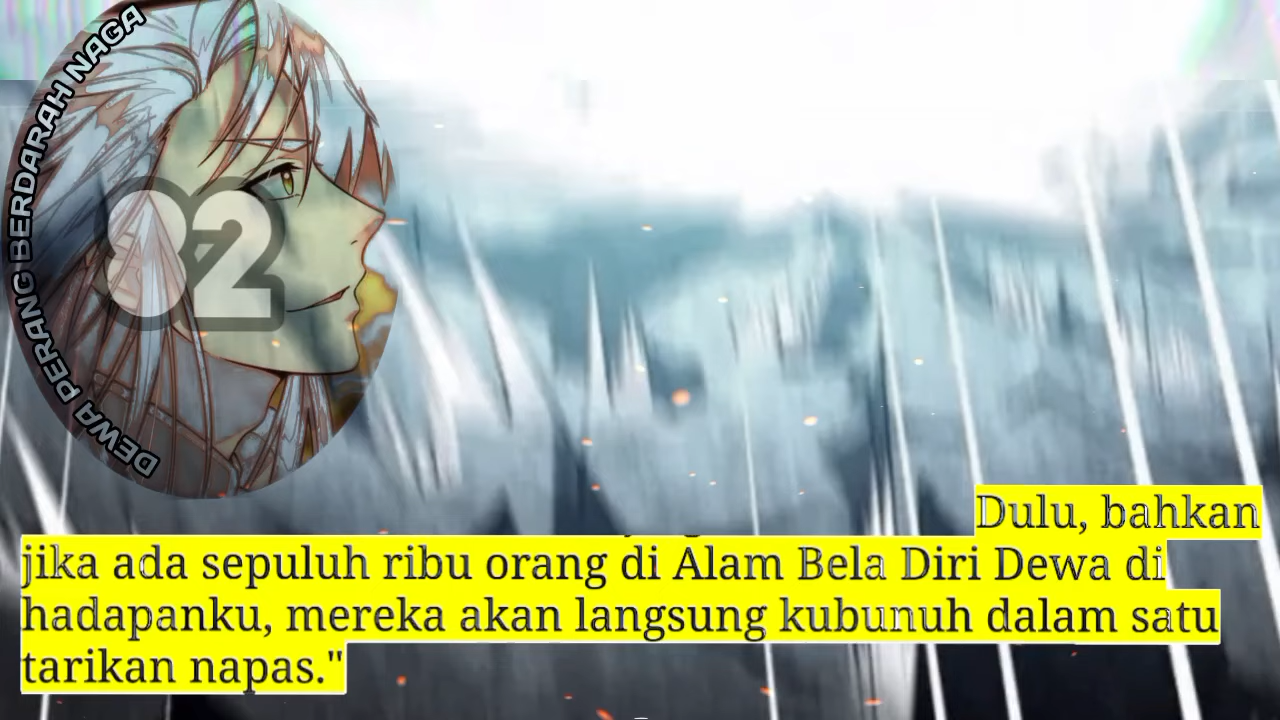 DEWA PERANG BERDARAH NAGA
82
Dulu, bahkan
jika ada sepuluh ribu orang di Alam Bela Diri Dewa di
hadapanku, mereka akan langsung kubunuh dalam satu
tarikan napas."